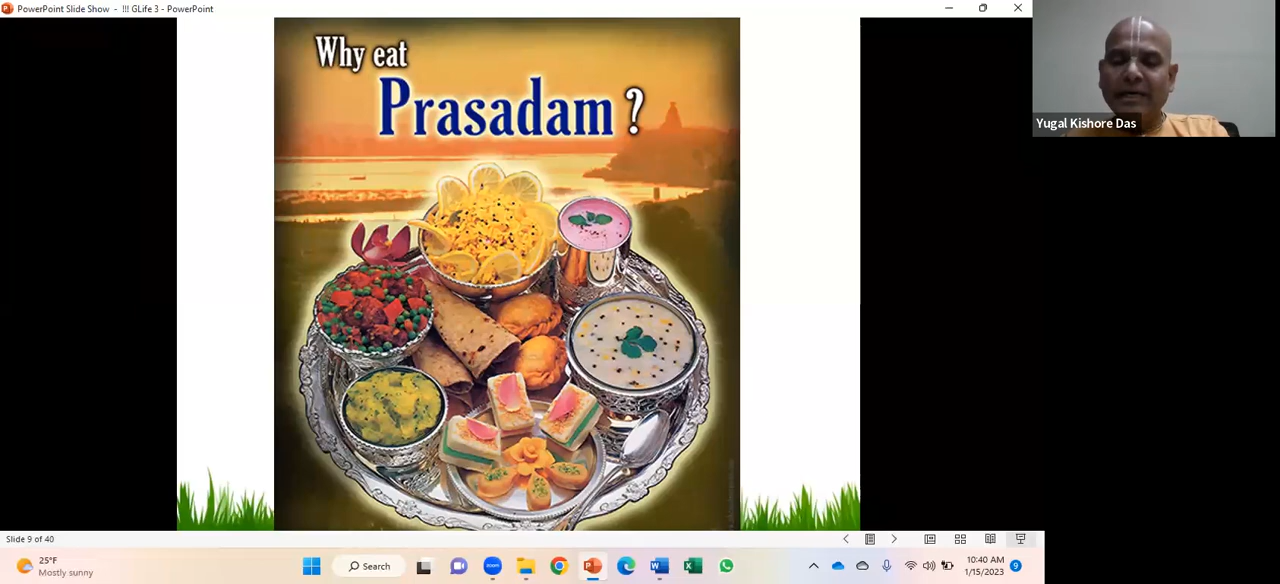 PowerPoint Slide Show - !!! GLife 3 - PowerPoint
Why eat
Prasadam ?
Yugal Kishore Das
Slide 9 of 40
25°F
Mostly sunny
Search
10:40 AM
1/15/2023
9